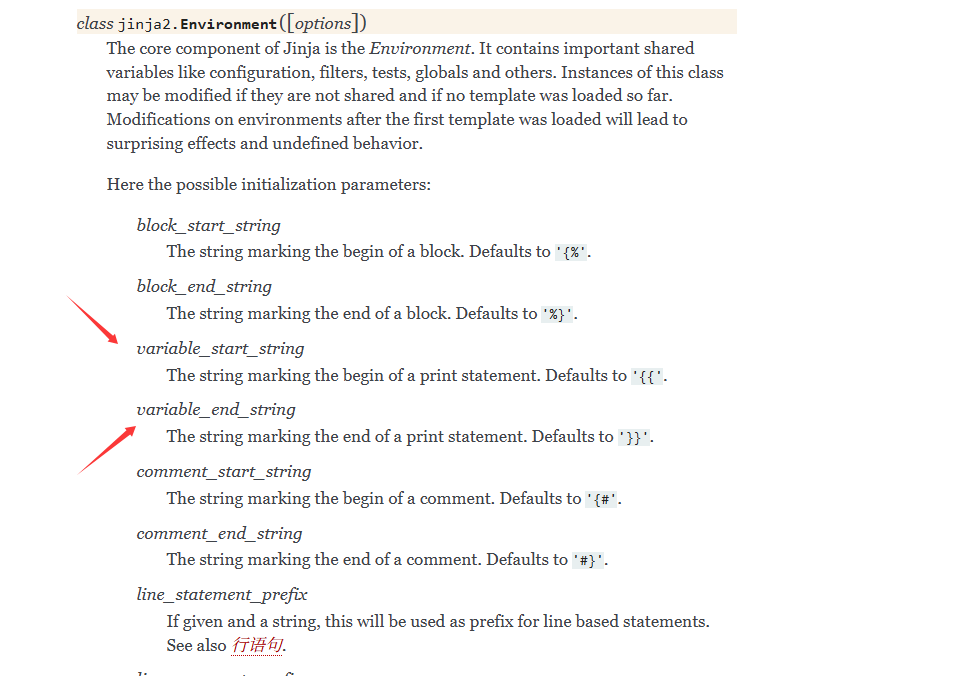 class jinja2.Environment([options])
The core component of Jinja is the Environment. It contains important shared
variables like configuration, filters, tests, globals and others. Instances of this class
may be modified if they are not shared and if no template was loaded so far.
Modifications on environments after the first template was loaded will lead to
surprising effects and undefined behavior.
Here the possible initialization parameters:
block_start_string
The string marking the begin of a block. Defaults to '{%'.
block_end_string
The string marking the end of a block. Defaults to '%}'.
variable_start_string
The string marking the begin of a print statement. Defaults to '{{'.
variable_end_string
The string marking the end of a print statement. Defaults to '}}'.
comment_start_string
The string marking the begin of a comment. Defaults to '{#'.
comment_end_string
The string marking the end of a comment. Defaults to '#}'.
line_statement_prefix
If given and a string, this will be used as prefix for line based statements.
See also 行语句.